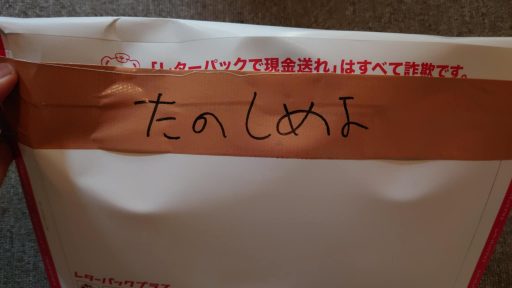 「レターパックで現金送れ」はすべて詐欺です。
たのしめよ
レターパックプラス